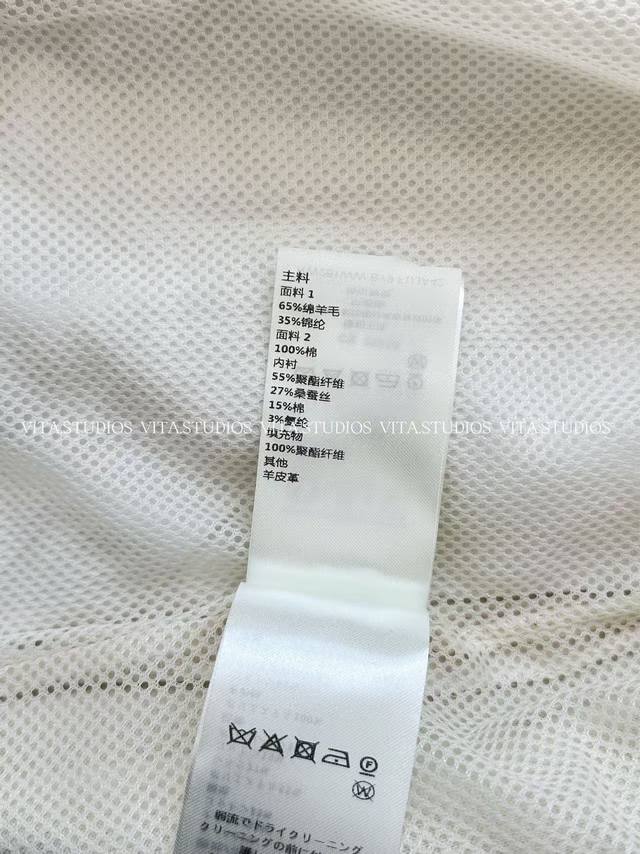 主料
面料 1
65%绵羊毛
35%锦纶
面料 2
100%棉
内衬
55%聚酯纤维
27%桑蚕丝
15%棉
3%氨纶
填充物
100%聚酯纤维
其他
羊皮革
VITASTUDIOS VITASTUDIOS VITASTUDIOS VITASTUDIOS VITASTUDIOS
F
W
弱流でドライクリーニング
クリーニングの前に